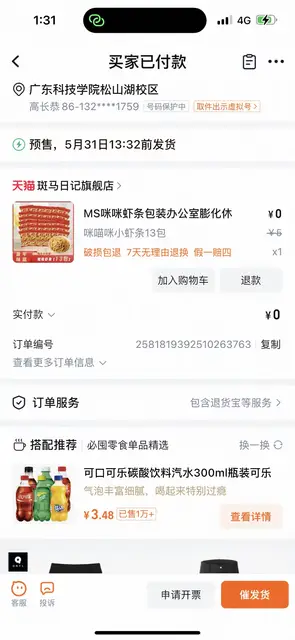 1:31
4G
买家已付款
广东科技学院松山湖校区
高长恭 86-132****1759 号码保护中 取件出示虚拟号 >
预售，5月31日13:32前发货
天猫 斑马日记旗舰店 >
MS咪咪虾条包装办公室膨化休 ¥0
咪喵咪小虾条13包 ¥5
破损包退 7天无理由退换 假一赔四 x1
加入购物车 退款
实付款 ¥0
订单编号 2581819392510263763 复制
查看更多订单信息
订单服务 包含退货宝等服务 >
搭配推荐 必囤零食单品精选 换一换
可口可乐碳酸饮料汽水300ml瓶装可乐
气泡丰富细腻，喝起来特别过瘾
¥3.48 已售1万+ 查看详情
客服 投诉 申请开票 催发货